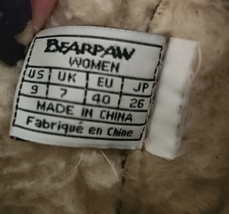 BEARPAW
WOMEN
US UK EU JP
9 7 40 26
MADE IN CHINA
Fabriqué en Chine